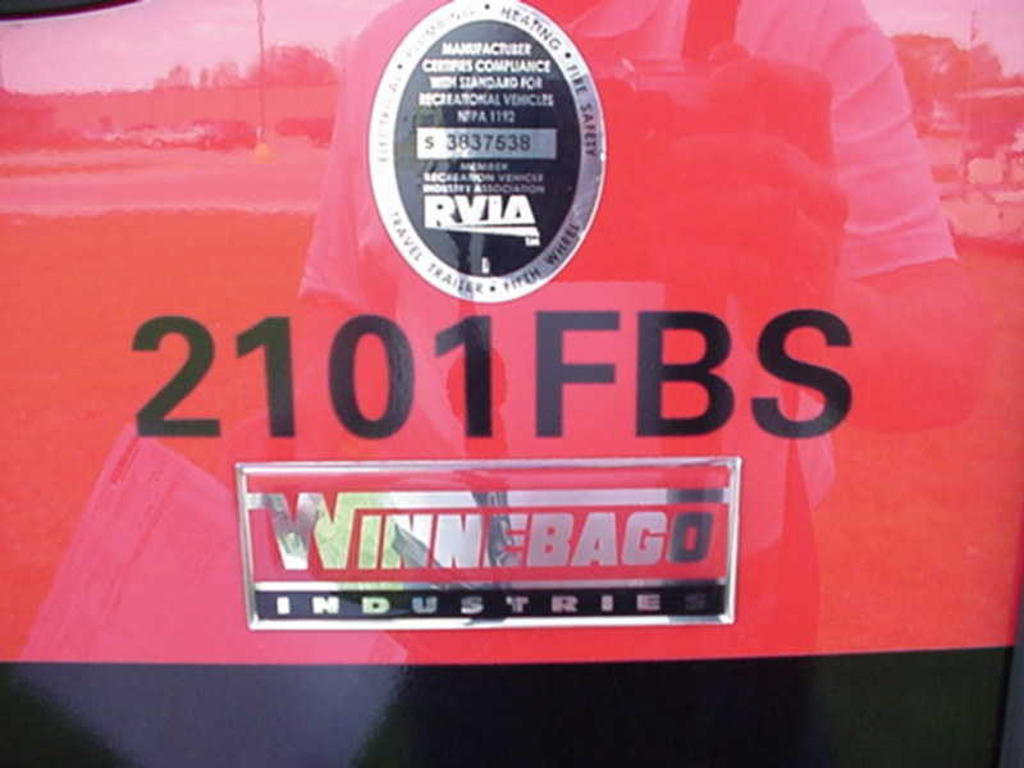 ELECTRICAL • PLUMBING • HEATING • FIRE SAFETY
MANUFACTURER
CERTIFIES COMPLIANCE
WITH STANDARD FOR
RECREATIONAL VEHICLES
NFPA 1192
S 3837538
MEMBER
RECREATION VEHICLE
INDUSTRY ASSOCIATION
RVIA
TM
TRAVEL TRAILER • FIFTH WHEEL
2101FBS
WINNEBAGO
INDUSTRIES